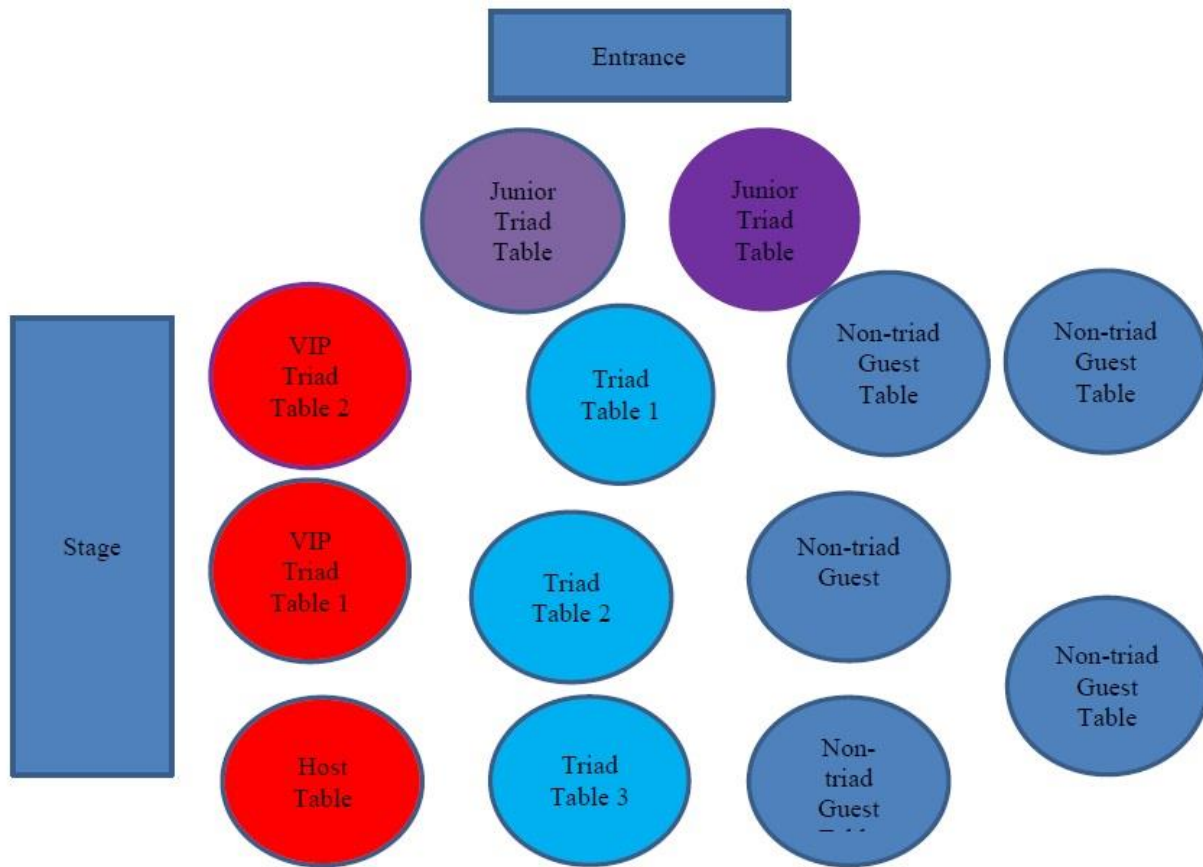 Entrance
Junior
Triad
Table
Junior
Triad
Table
VIP
Triad
Table 2
Triad
Table 1
Non-triad
Guest
Table
Non-triad
Guest
Table
Stage
VIP
Triad
Table 1
Triad
Table 2
Non-triad
Guest
Non-triad
Guest
Table
Host
Table
Triad
Table 3
Non-
triad
Guest